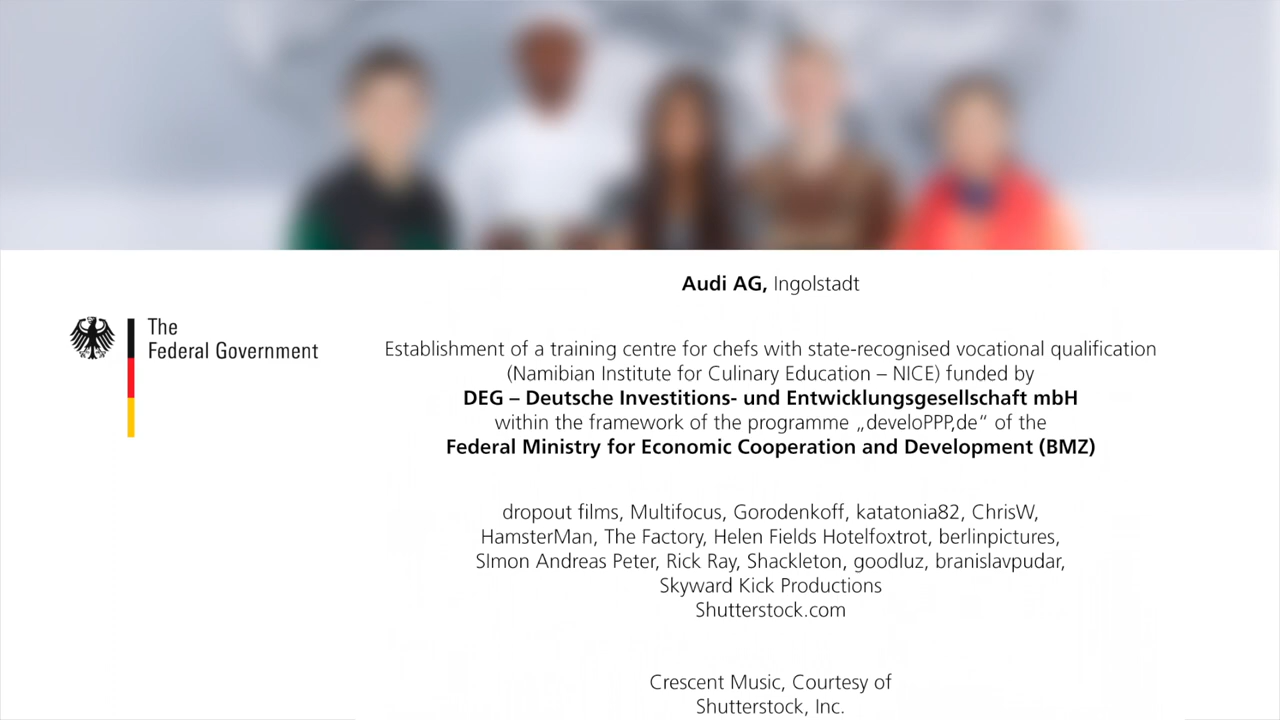 Audi AG, Ingolstadt
The
Federal Government
Establishment of a training centre for chefs with state-recognised vocational qualification
(Namibian Institute for Culinary Education – NICE) funded by
DEG – Deutsche Investitions- und Entwicklungsgesellschaft mbH
within the framework of the programme „develoPPP,de“ of the
Federal Ministry for Economic Cooperation and Development (BMZ)
dropout films, Multifocus, Gorodenkoff, katatonia82, ChrisW,
HamsterMan, The Factory, Helen Fields Hotelfoxtrot, berlinpictures,
SImon Andreas Peter, Rick Ray, Shackleton, goodluz, branislavpudar,
Skyward Kick Productions
Shutterstock.com
Crescent Music, Courtesy of
Shutterstock, Inc.